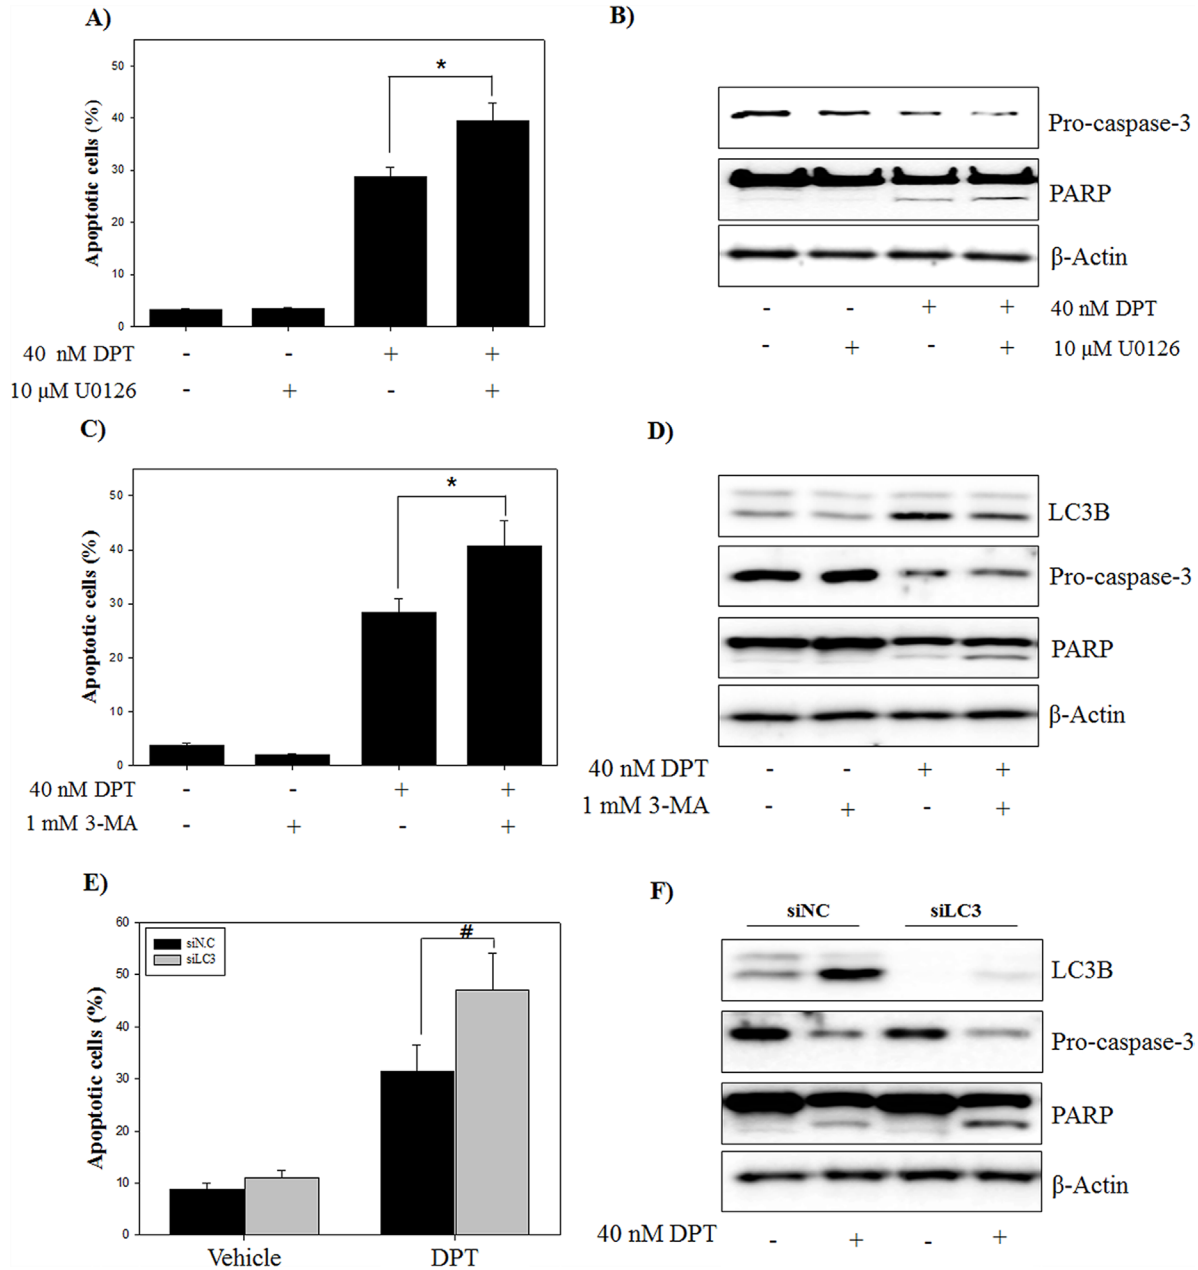 A)
Apoptotic cells (%)
50
40
30
20
10
0
*
40 nM DPT - - + +
10 µM U0126 - + - +
B)
Pro-caspase-3
PARP
β-Actin
- - + + 40 nM DPT
- + - + 10 µM U0126
C)
Apoptotic cells (%)
50
40
30
20
10
0
*
40 nM DPT - - + +
1 mM 3-MA - + - +
D)
LC3B
Pro-caspase-3
PARP
β-Actin
40 nM DPT - - + +
1 mM 3-MA - + - +
E)
Apoptotic cells (%)
60
50
40
30
20
10
0
siN.C
siLC3
#
Vehicle DPT
F)
siNC siLC3
LC3B
Pro-caspase-3
PARP
β-Actin
40 nM DPT - + - +